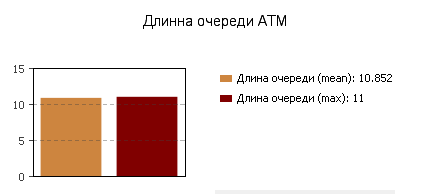 Длинна очереди ATM
15
10
5
0
Длина очереди (mean): 10.852
Длина очереди (max): 11